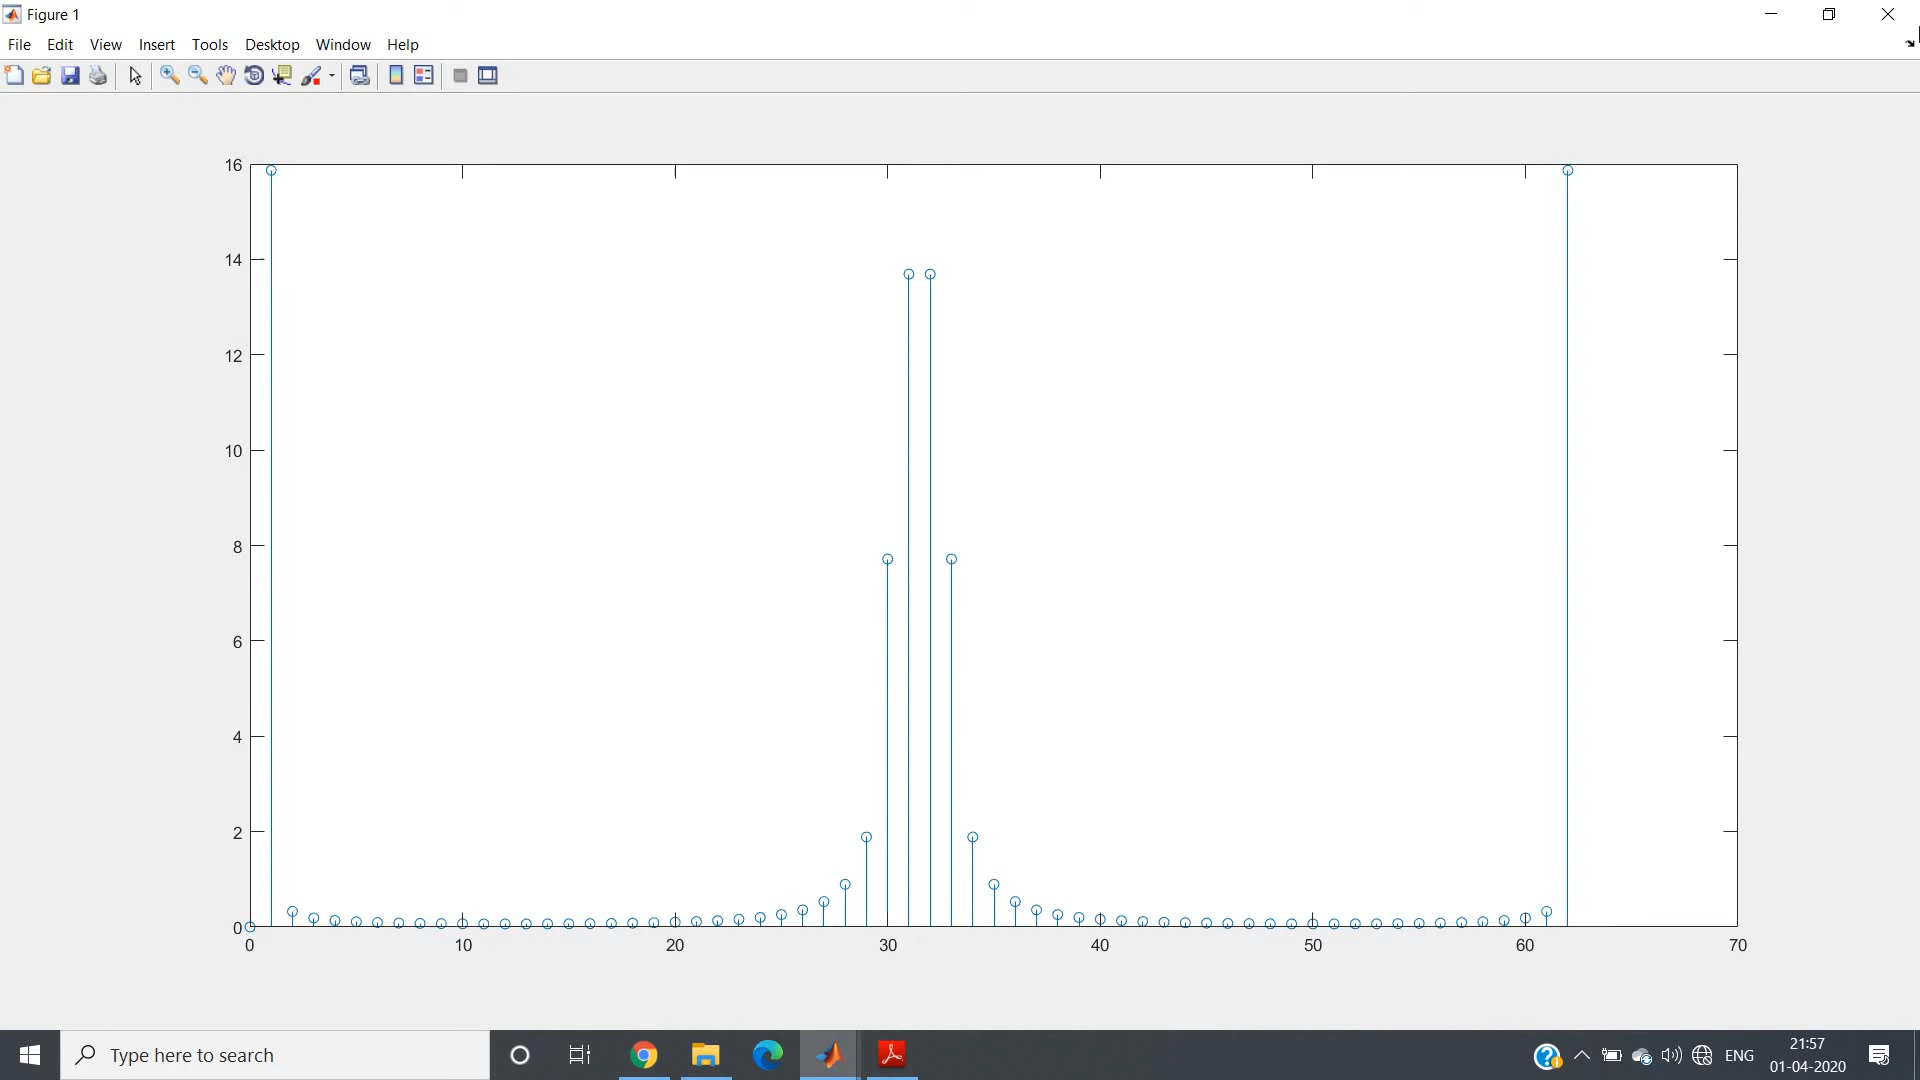 Figure 1
File Edit View Insert Tools Desktop Window Help
16
14
12
10
8
6
4
2
0
0 10 20 30 40 50 60 70
Type here to search
ENG
21:57
01-04-2020